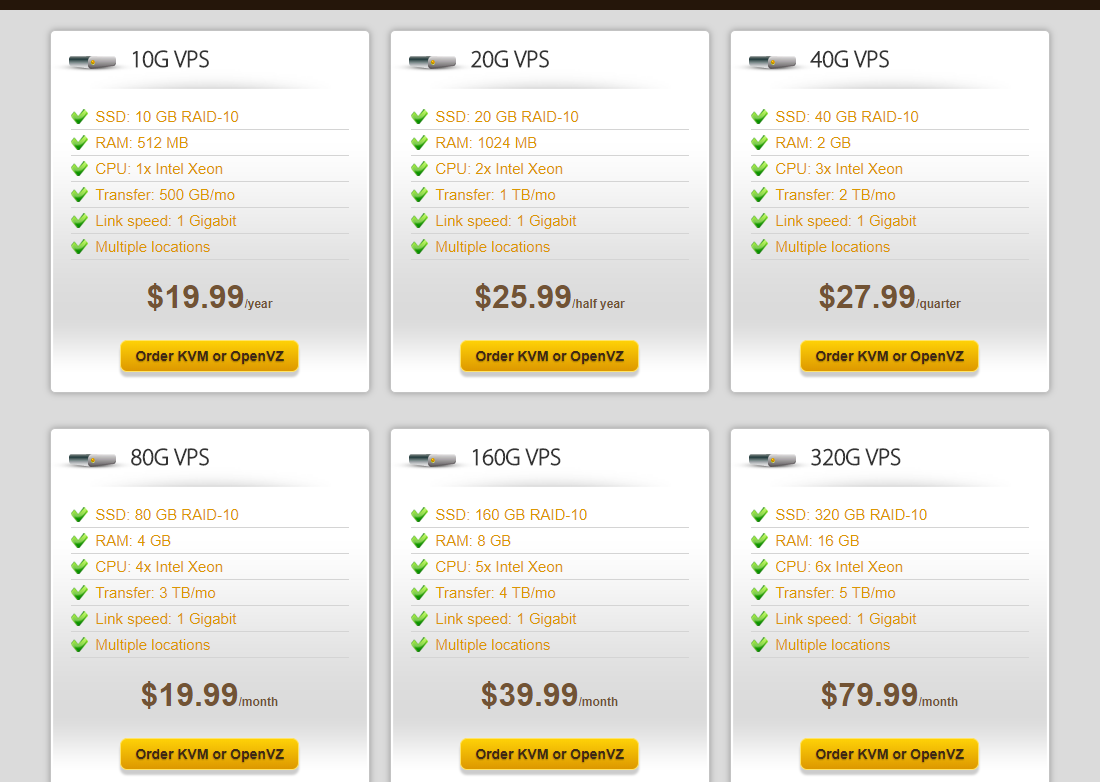 10G VPS
SSD: 10 GB RAID-10
RAM: 512 MB
CPU: 1x Intel Xeon
Transfer: 500 GB/mo
Link speed: 1 Gigabit
Multiple locations
$19.99/year
Order KVM or OpenVZ
20G VPS
SSD: 20 GB RAID-10
RAM: 1024 MB
CPU: 2x Intel Xeon
Transfer: 1 TB/mo
Link speed: 1 Gigabit
Multiple locations
$25.99/half year
Order KVM or OpenVZ
40G VPS
SSD: 40 GB RAID-10
RAM: 2 GB
CPU: 3x Intel Xeon
Transfer: 2 TB/mo
Link speed: 1 Gigabit
Multiple locations
$27.99/quarter
Order KVM or OpenVZ
80G VPS
SSD: 80 GB RAID-10
RAM: 4 GB
CPU: 4x Intel Xeon
Transfer: 3 TB/mo
Link speed: 1 Gigabit
Multiple locations
$19.99/month
Order KVM or OpenVZ
160G VPS
SSD: 160 GB RAID-10
RAM: 8 GB
CPU: 5x Intel Xeon
Transfer: 4 TB/mo
Link speed: 1 Gigabit
Multiple locations
$39.99/month
Order KVM or OpenVZ
320G VPS
SSD: 320 GB RAID-10
RAM: 16 GB
CPU: 6x Intel Xeon
Transfer: 5 TB/mo
Link speed: 1 Gigabit
Multiple locations
$79.99/month
Order KVM or OpenVZ